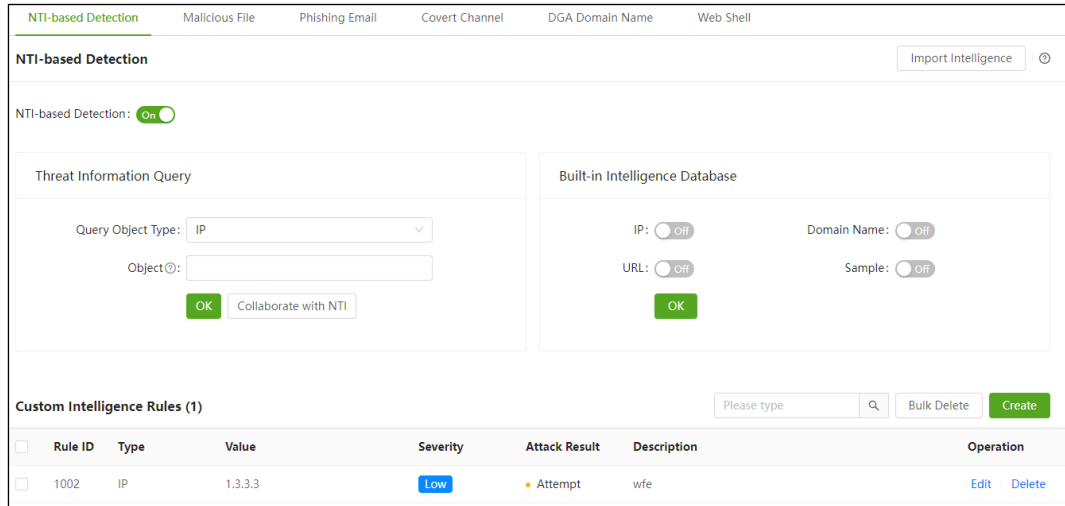 NTI-based Detection Malicious File Phishing Email Covert Channel DGA Domain Name Web Shell
NTI-based Detection Import Intelligence
NTI-based Detection: On
Threat Information Query
Query Object Type: IP
Object:
OK Collaborate with NTI
Built-in Intelligence Database
IP: Off Domain Name: Off
URL: Off Sample: Off
OK
Custom Intelligence Rules (1) Please type Bulk Delete Create
Rule ID Type Value Severity Attack Result Description Operation
1002 IP 1.3.3.3 Low Attempt wfe Edit Delete